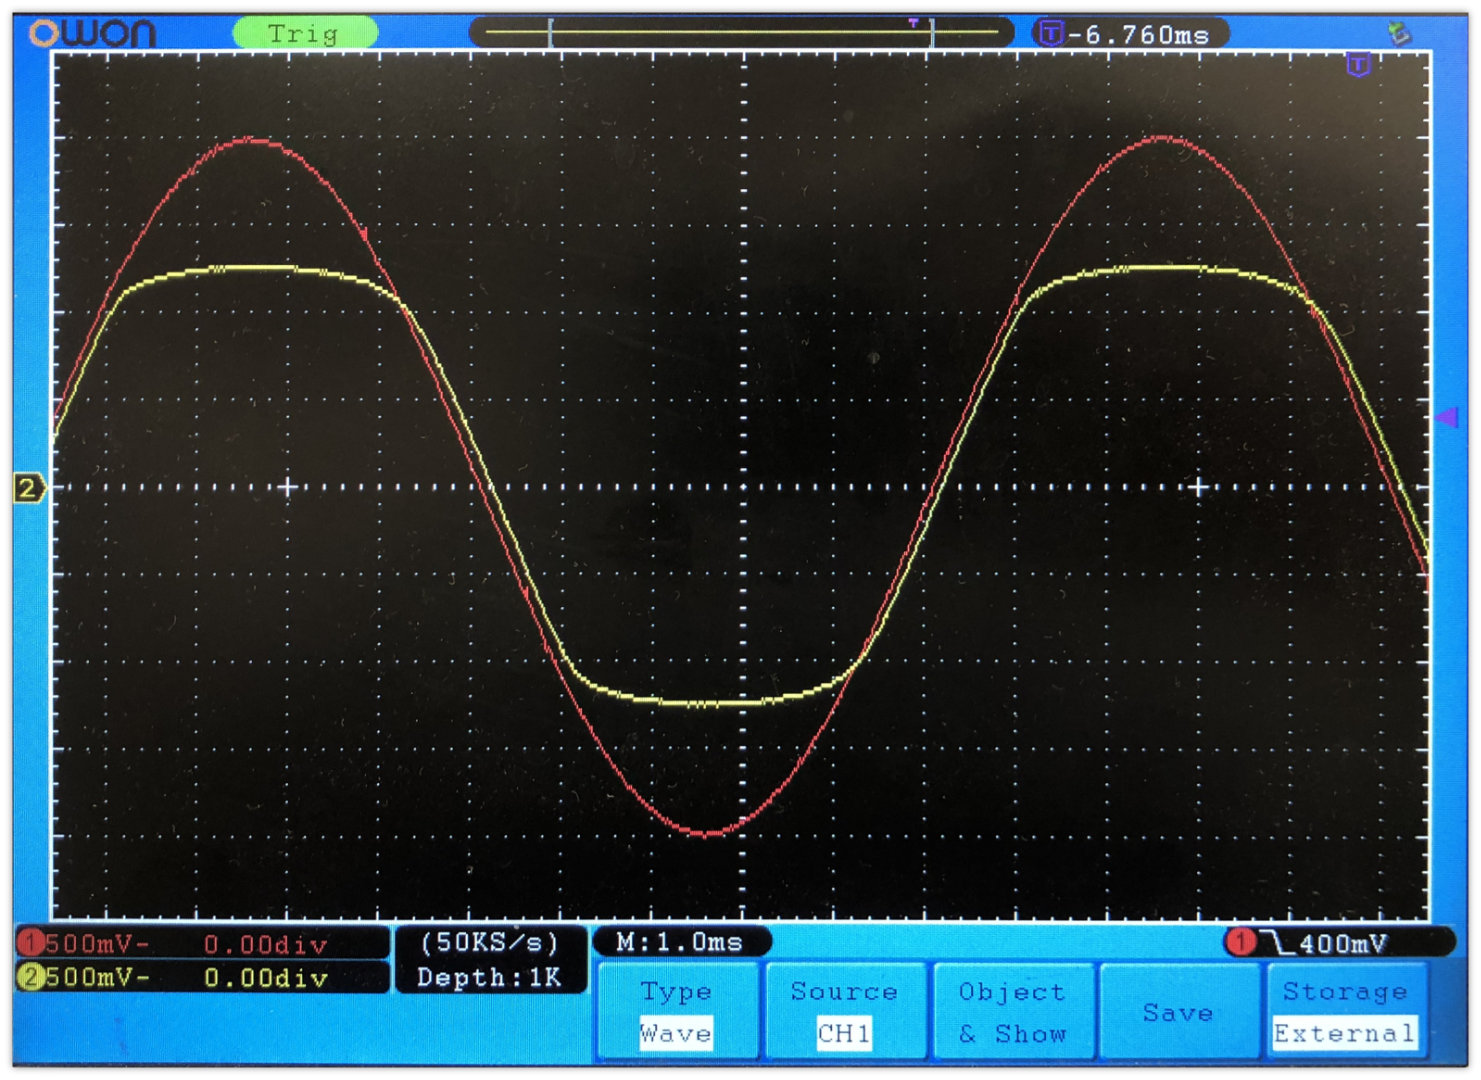 owon Trig T -6.760ms
T
T
2
1 500mV- 0.00div (50KS/s) M:1.0ms 1 400mV
2 500mV- 0.00div Depth:1K
Type Source Object Save Storage
Wave CH1 & Show External